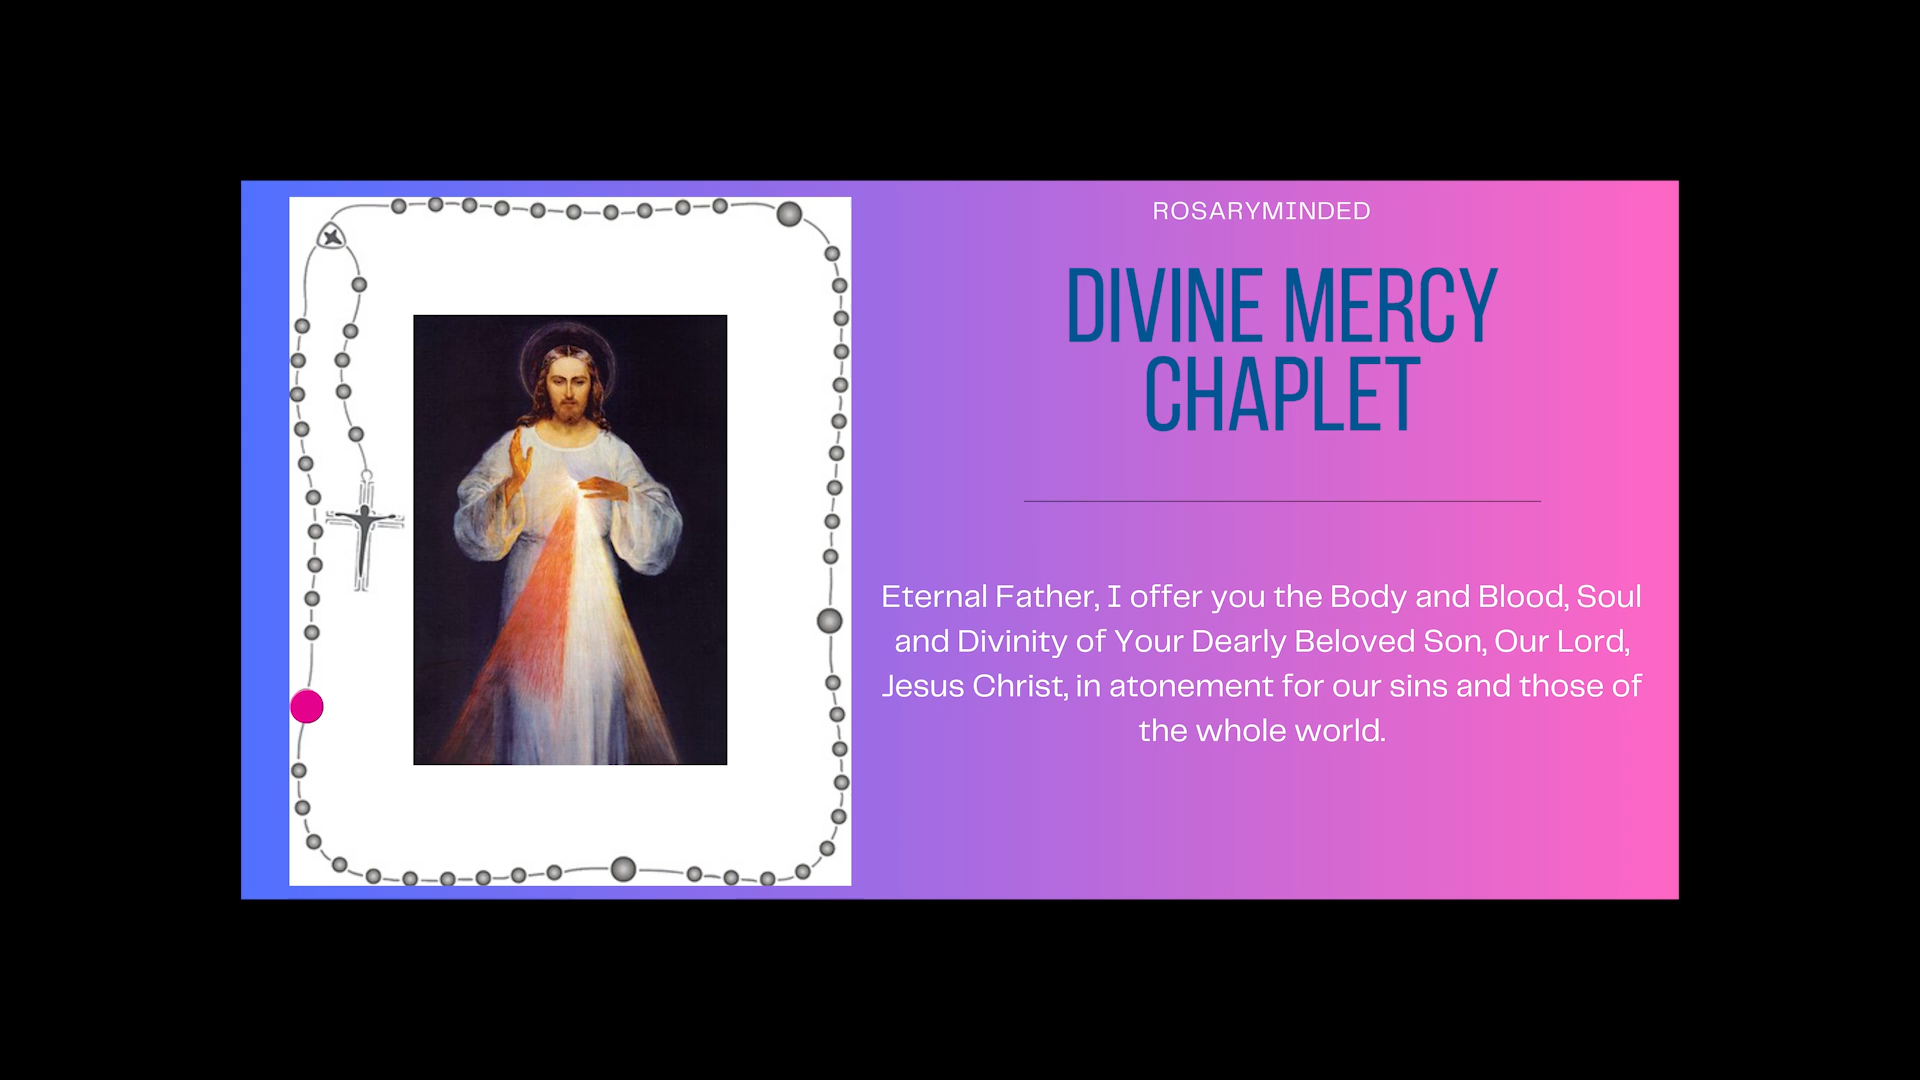 ROSARYMINDED
DIVINE MERCY
CHAPLET
Eternal Father, I offer you the Body and Blood, Soul
and Divinity of Your Dearly Beloved Son, Our Lord,
Jesus Christ, in atonement for our sins and those of
the whole world.